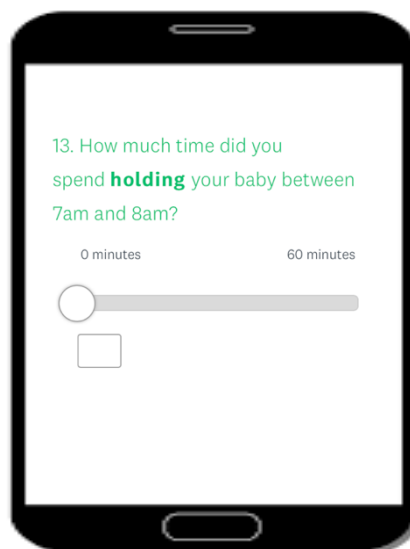 13. How much time did you
spend holding your baby between
7am and 8am?
0 minutes 60 minutes